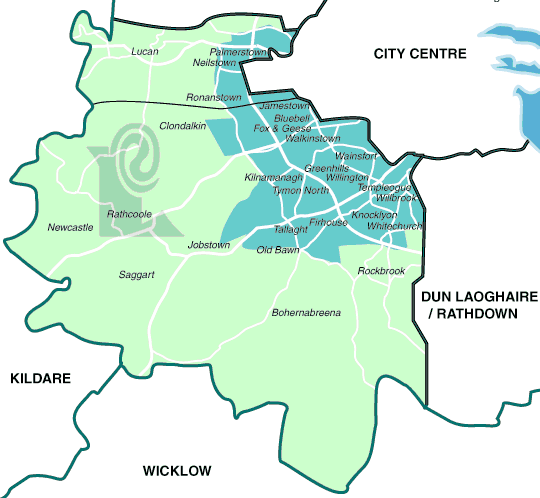 CITY CENTRE
Lucan
Palmerstown
Neilstown
Ronanstown
Jamestown
Bluebell
Clondalkin
Fox & Geese
Walkinstown
Wainsfort
Greenhills
Kilnamanagh
Willington
Tymon North
Templeogue
Willbrook
Rathcoole
Knocklyon
Newcastle
Firhouse
Whitechurch
Tallaght
Jobstown
Old Bawn
Saggart
Rockbrook
DUN LAOGHAIRE
/ RATHDOWN
Bohernabreena
KILDARE
WICKLOW